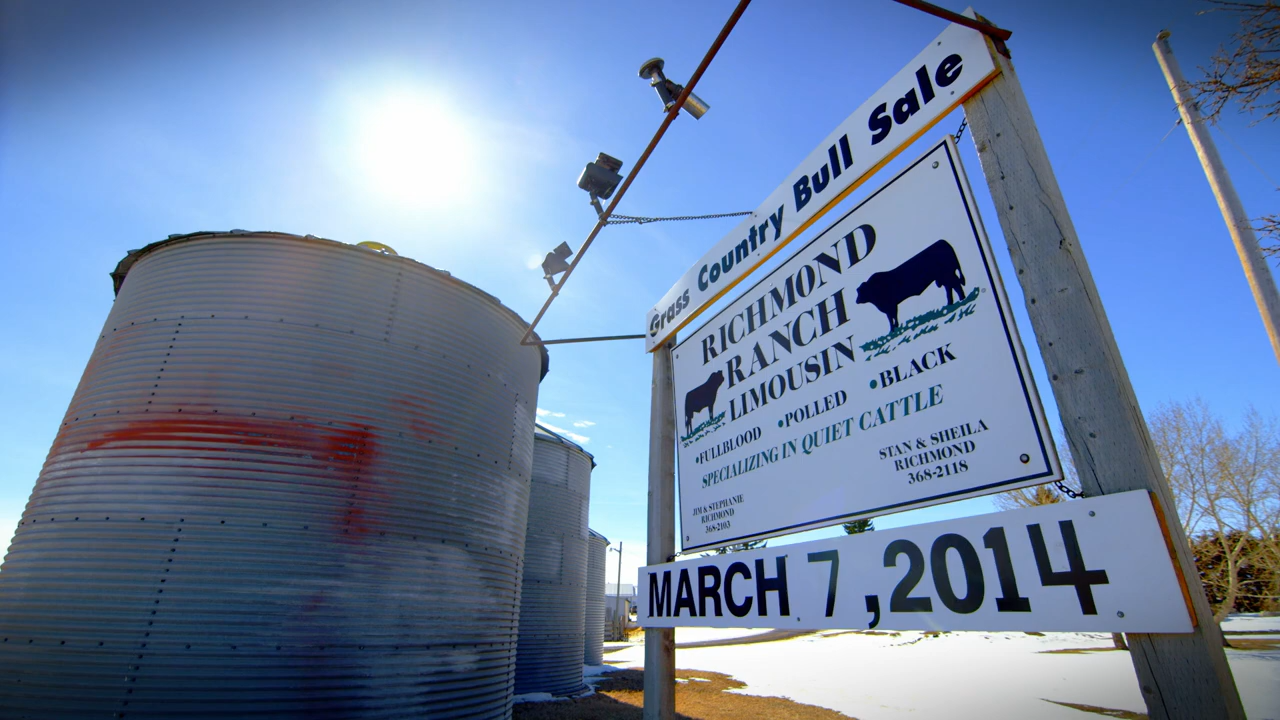 Grass Country Bull Sale
RICHMOND
RANCH
LIMOUSIN
•FULLBLOOD •POLLED •BLACK
SPECIALIZING IN QUIET CATTLE
JIM & STEPHANIE
RICHMOND
368-2103
STAN & SHEILA
RICHMOND
368-2118
MARCH 7, 2014